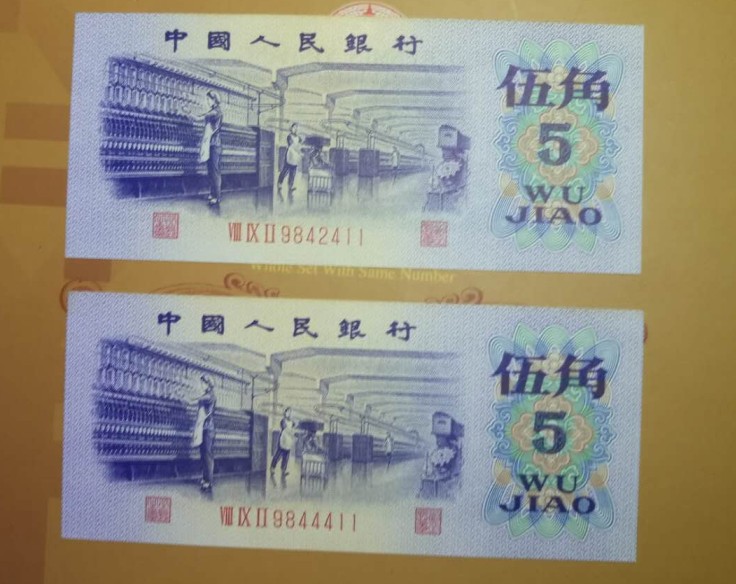 中國人民銀行
伍角
5
WU
JIAO
Ⅷ Ⅸ Ⅱ 9842411
Whole Set With Same Number
中國人民銀行
伍角
5
WU
JIAO
Ⅷ Ⅸ Ⅱ 9844411